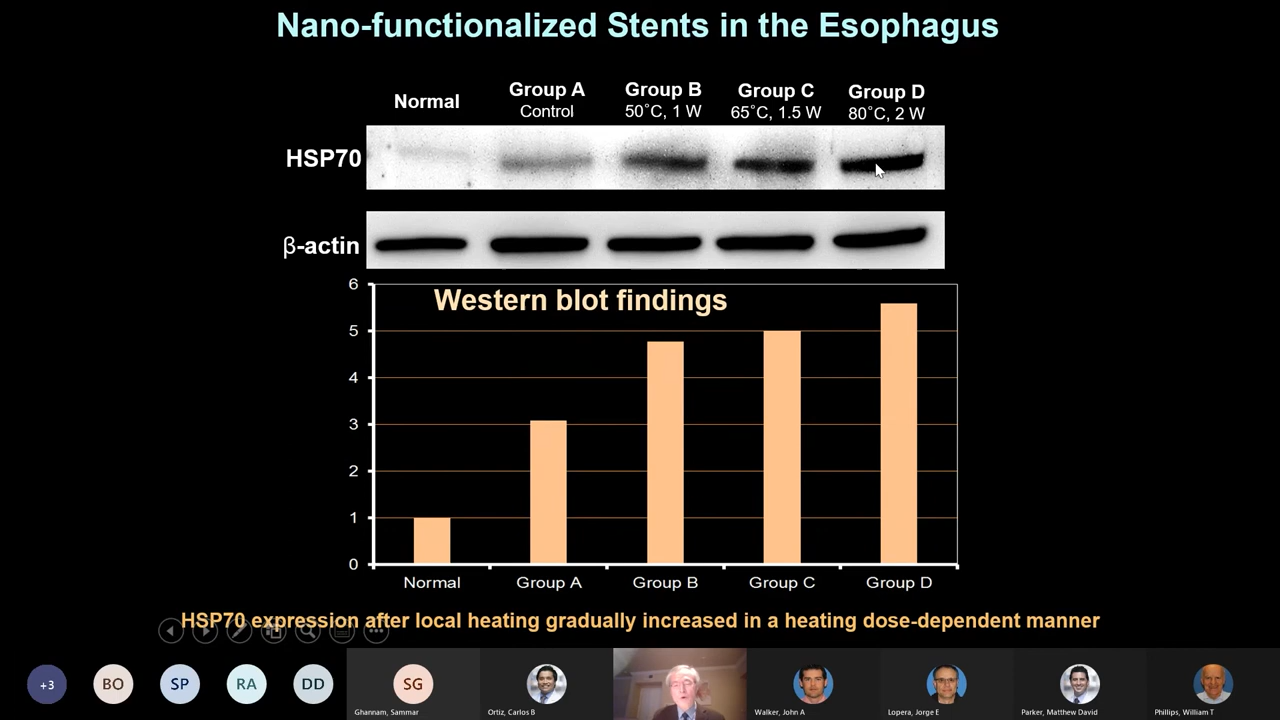 Nano-functionalized Stents in the Esophagus
Normal
Group A
Control
Group B
50˚C, 1 W
Group C
65˚C, 1.5 W
Group D
80˚C, 2 W
HSP70
β-actin
Western blot findings
6
5
4
3
2
1
0
Normal
Group A
Group B
Group C
Group D
HSP70 expression after local heating gradually increased in a heating dose-dependent manner
+3
BO
SP
RA
DD
SG
Ghannam, Sammar
Ortiz, Carlos B
Walker, John A
Lopera, Jorge E
Parker, Matthew David
Phillips, William T